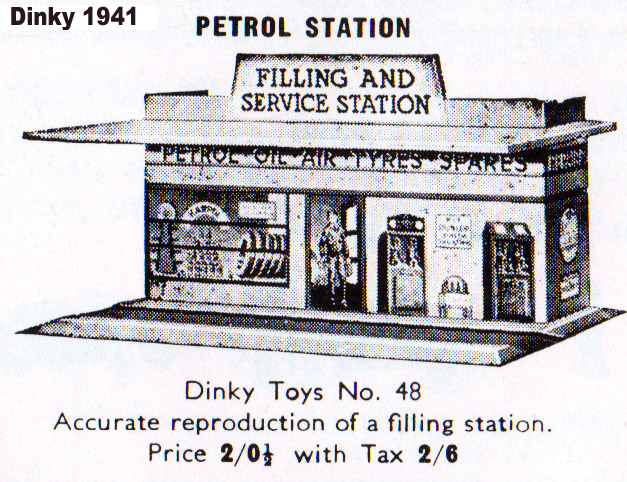 Dinky 1941
PETROL STATION
FILLING AND
SERVICE STATION
PETROL OIL AIR TYRES SPARES
Dinky Toys No. 48
Accurate reproduction of a filling station.
Price 2/0½ with Tax 2/6